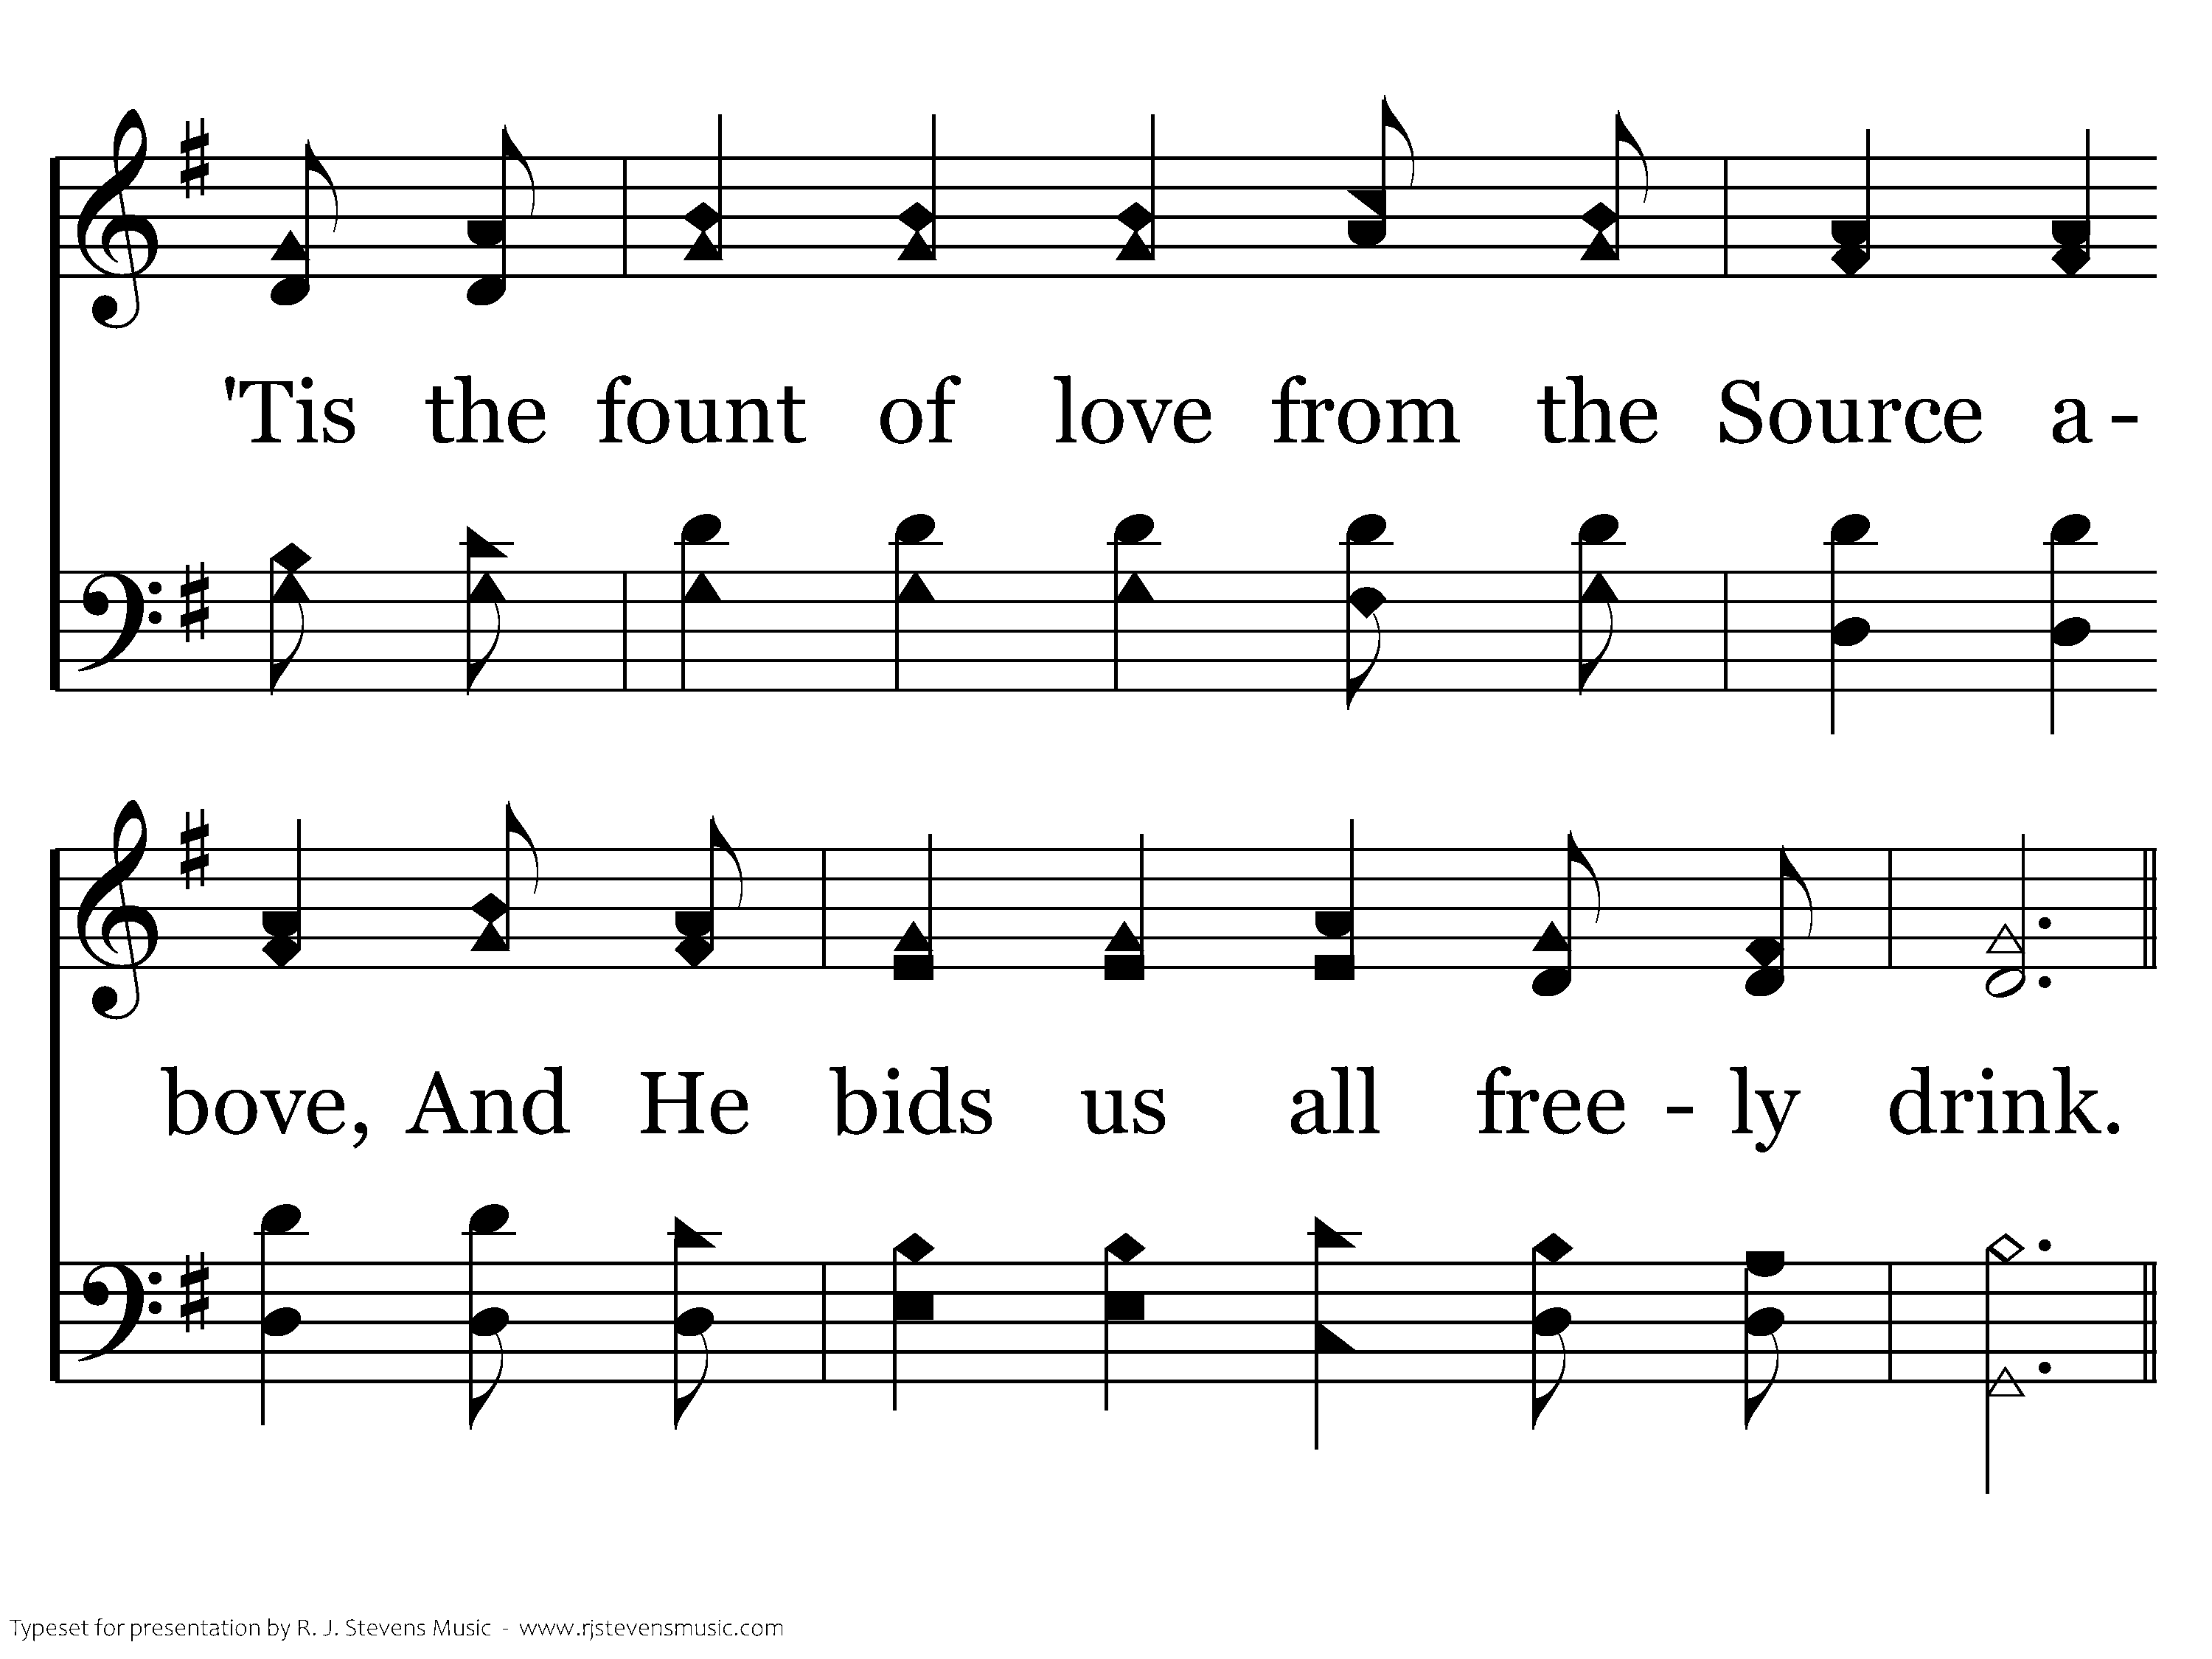 'Tis the fount of love from the Source a -
bove, And He bids us all free - ly drink.
Typeset for presentation by R. J. Stevens Music - www.rjstevensmusic.com